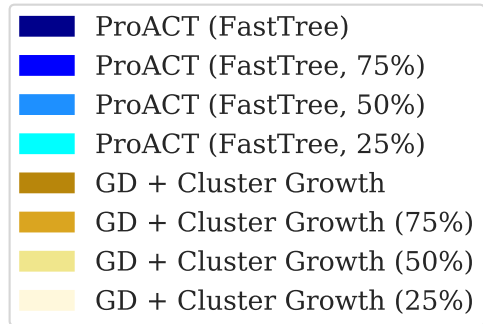 ProACT (FastTree)
ProACT (FastTree, 75%)
ProACT (FastTree, 50%)
ProACT (FastTree, 25%)
GD + Cluster Growth
GD + Cluster Growth (75%)
GD + Cluster Growth (50%)
GD + Cluster Growth (25%)